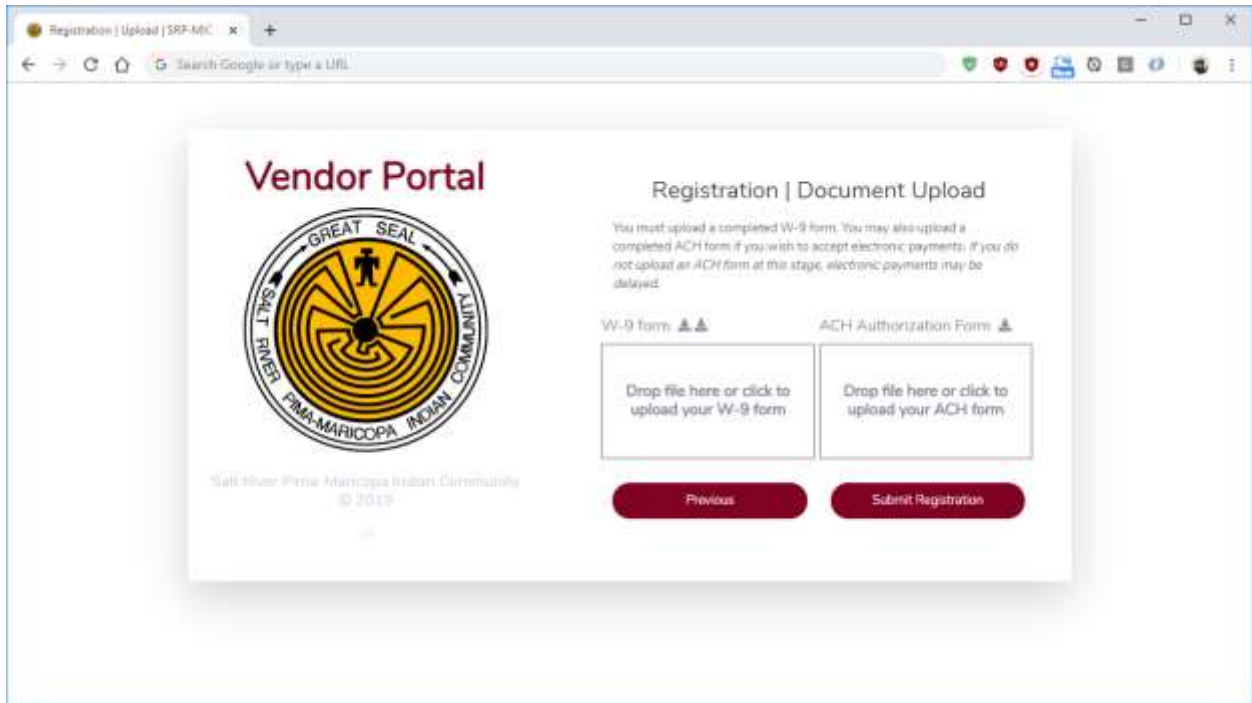 Registration | Upload | SRP-MIC
Search Google or type a URL
Vendor Portal
GREAT SEAL
SALT RIVER PIMA-MARICOPA INDIAN COMMUNITY
Salt River Pima-Maricopa Indian Community
© 2019
Registration | Document Upload
You must upload a completed W-9 form. You may also upload a
completed ACH form if you wish to accept electronic payments. If you do
not upload an ACH form at this stage, electronic payments may be
delayed.
W-9 form
ACH Authorization Form
Drop file here or click to
upload your W-9 form
Drop file here or click to
upload your ACH form
Previous
Submit Registration